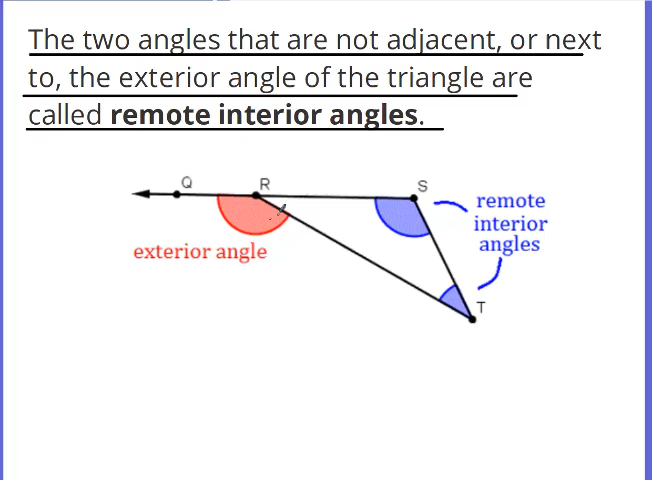 The two angles that are not adjacent, or next
to, the exterior angle of the triangle are
called remote interior angles.
Q
R
S
remote
interior
angles
exterior angle
T